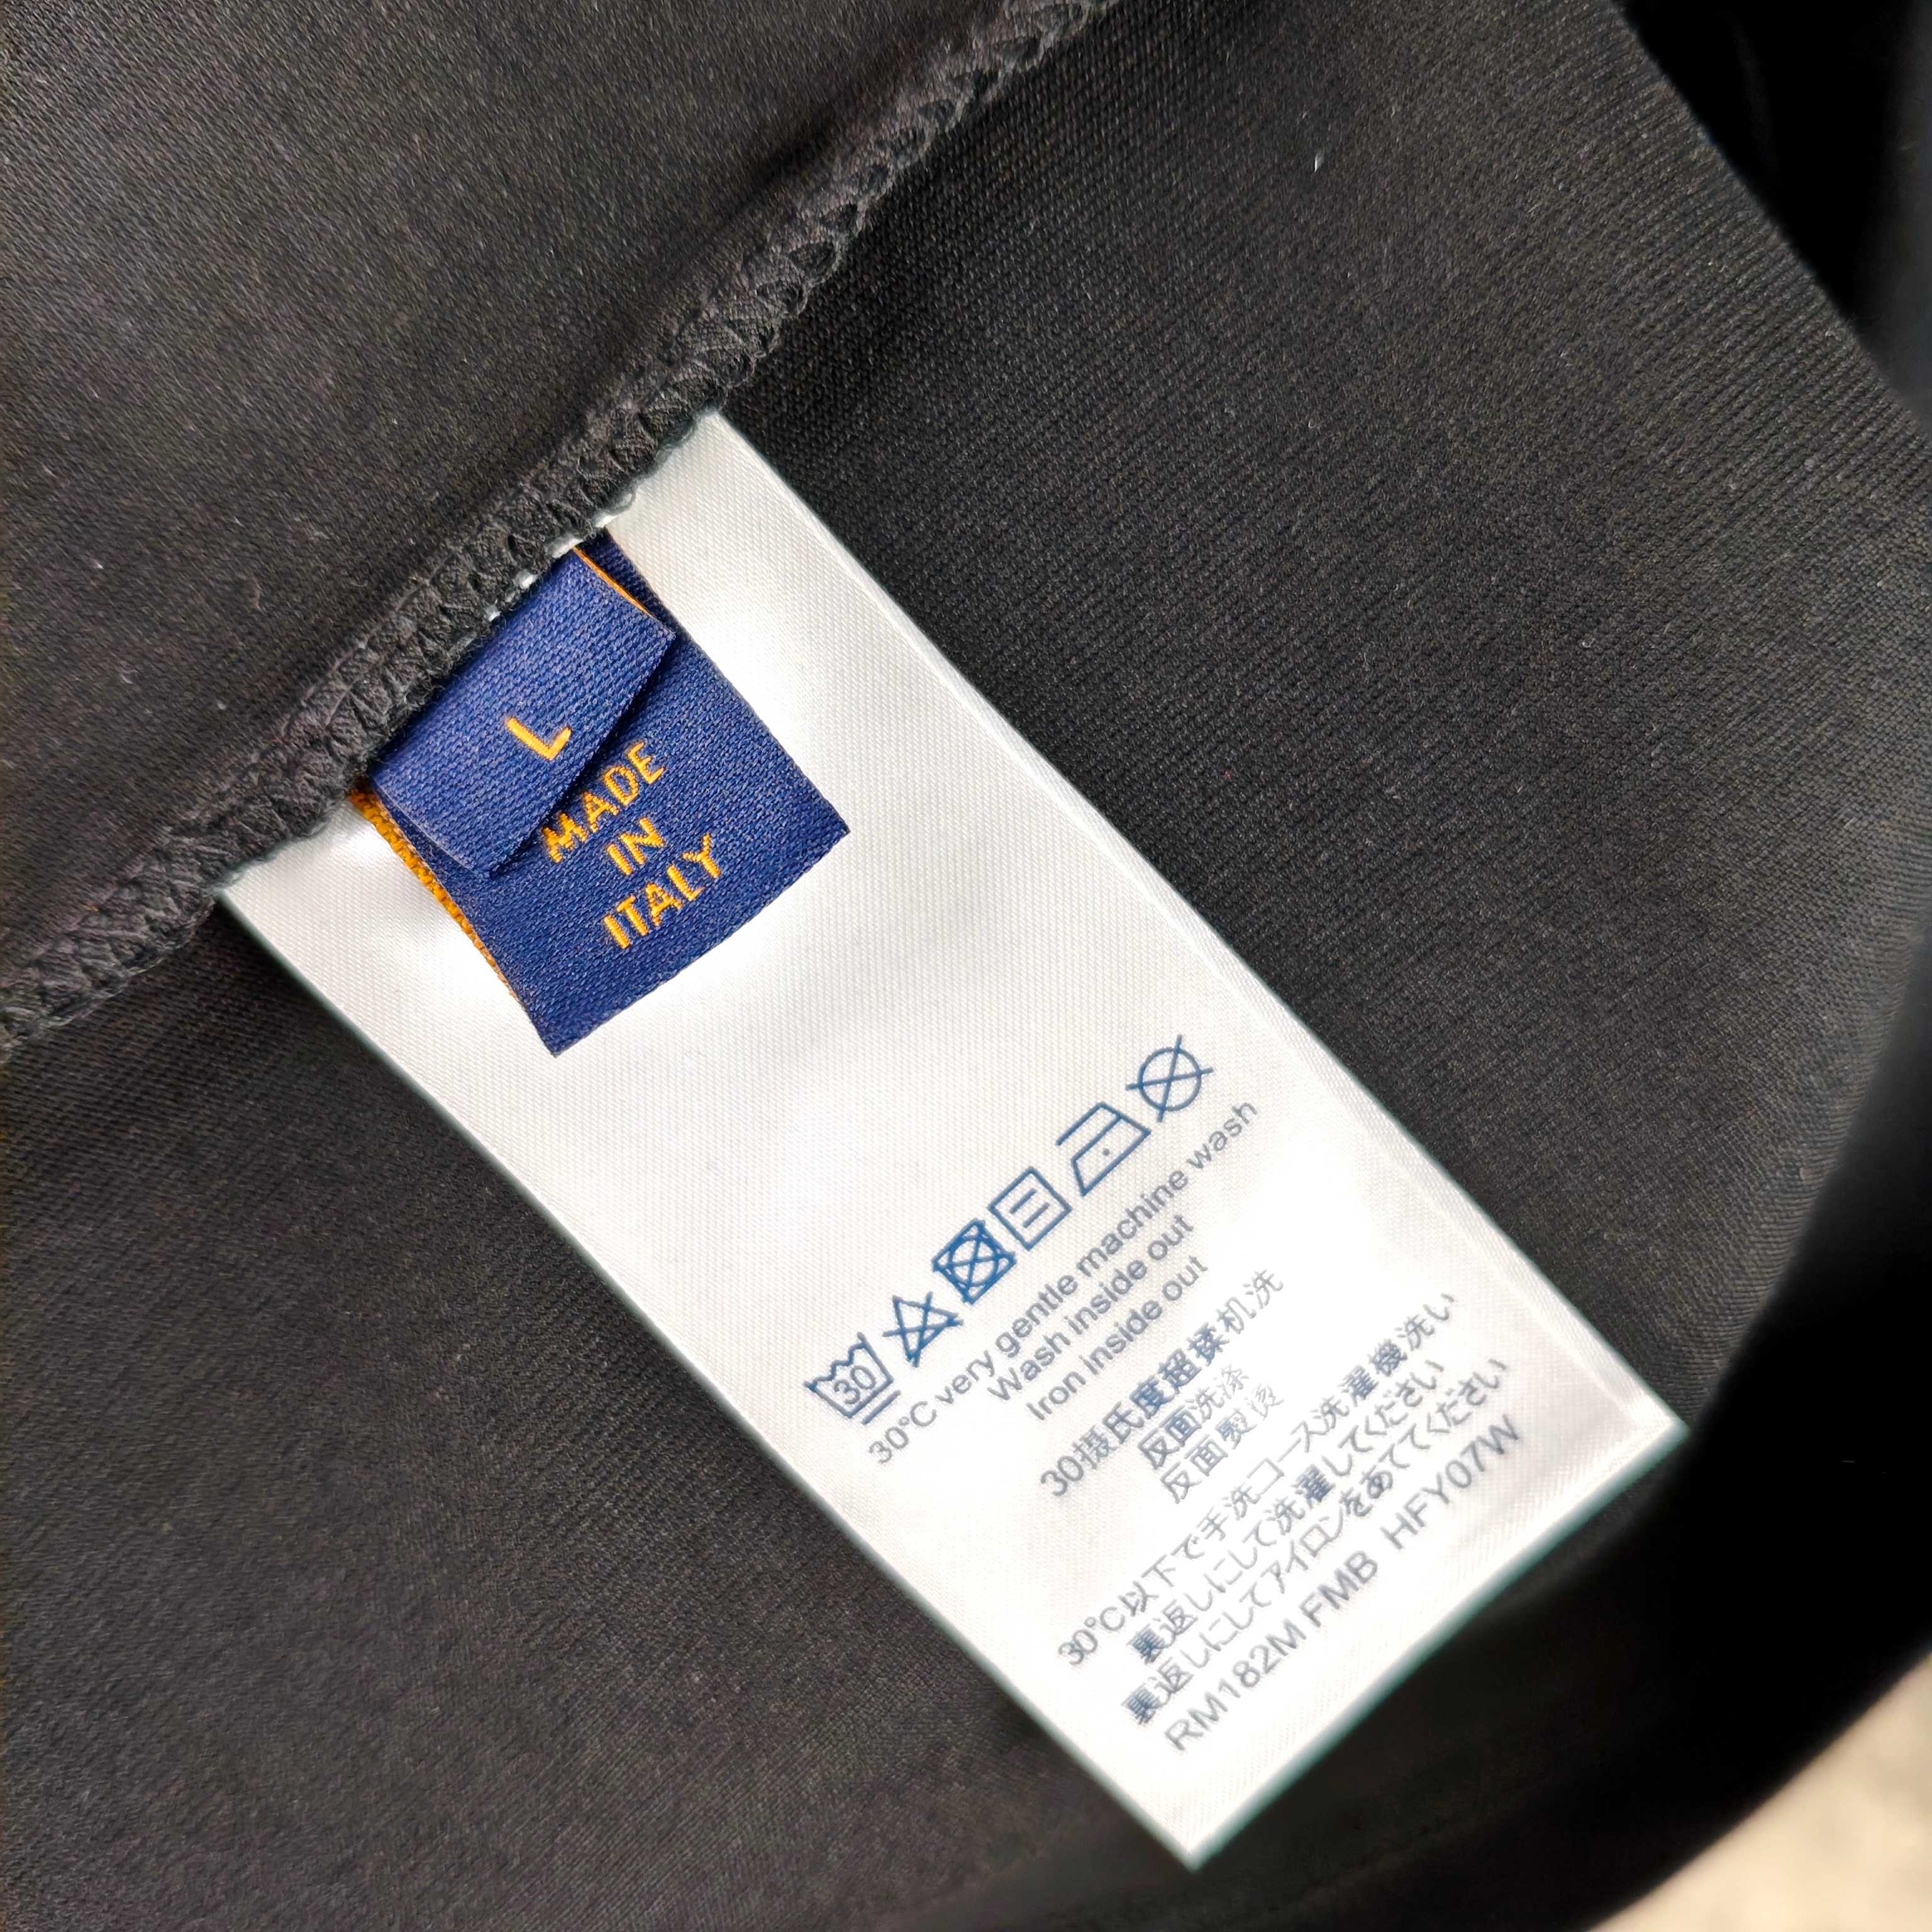 L
MADE
IN
ITALY
30
30°C very gentle machine wash
Wash inside out
Iron inside out
30摄氏度超揉机洗
反面洗涤
反面熨烫
30°C以下で手洗コース洗濯機洗い
裏返しにして洗濯してください
裏返しにしてアイロンをあててください
RM182M FMB HFY07W